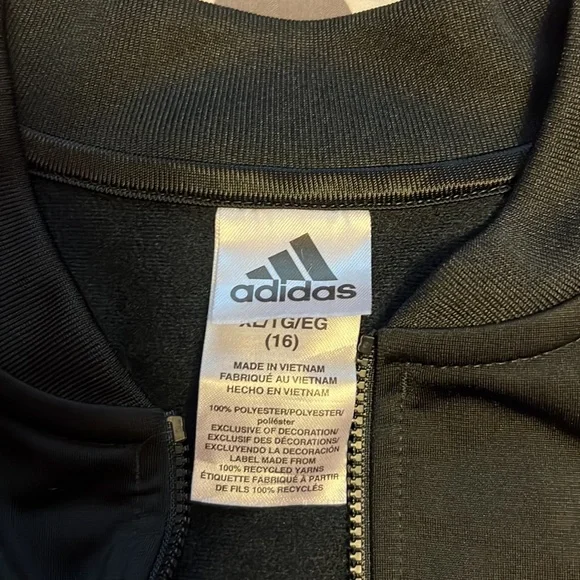 adidas
XL/TG/EG
(16)
MADE IN VIETNAM
FABRIQUÉ AU VIETNAM
HECHO EN VIETNAM
100% POLYESTER/POLYESTER/
poliéster
EXCLUSIVE OF DECORATION/
EXCLUSIF DES DÉCORATIONS/
EXCLUYENDO LA DECORACIÓN
LABEL MADE FROM
100% RECYCLED YARNS
ÉTIQUETTE FABRIQUÉ À PARTIR
DE FILS 100% RECYCLÉS